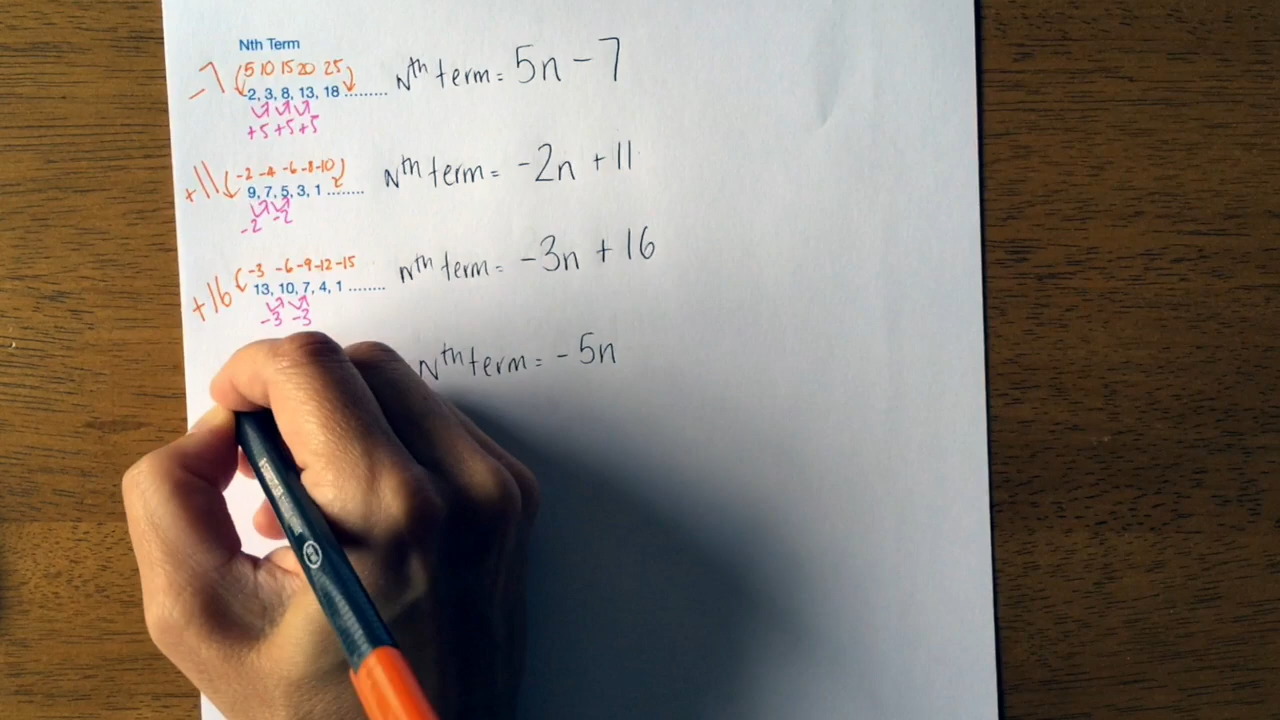 Nth Term
-7 (5 10 15 20 25)
-2, 3, 8, 13, 18 ......... Nth term = 5n - 7
+5 +5 +5
+11 -2 -4 -6 -8 -10
9, 7, 5, 3, 1 ........ Nth term = -2n + 11
-2 -2
+16 -3 -6 -9 -12 -15
13, 10, 7, 4, 1 ........ Nth term = -3n + 16
-3 -3
Nth term = -5n